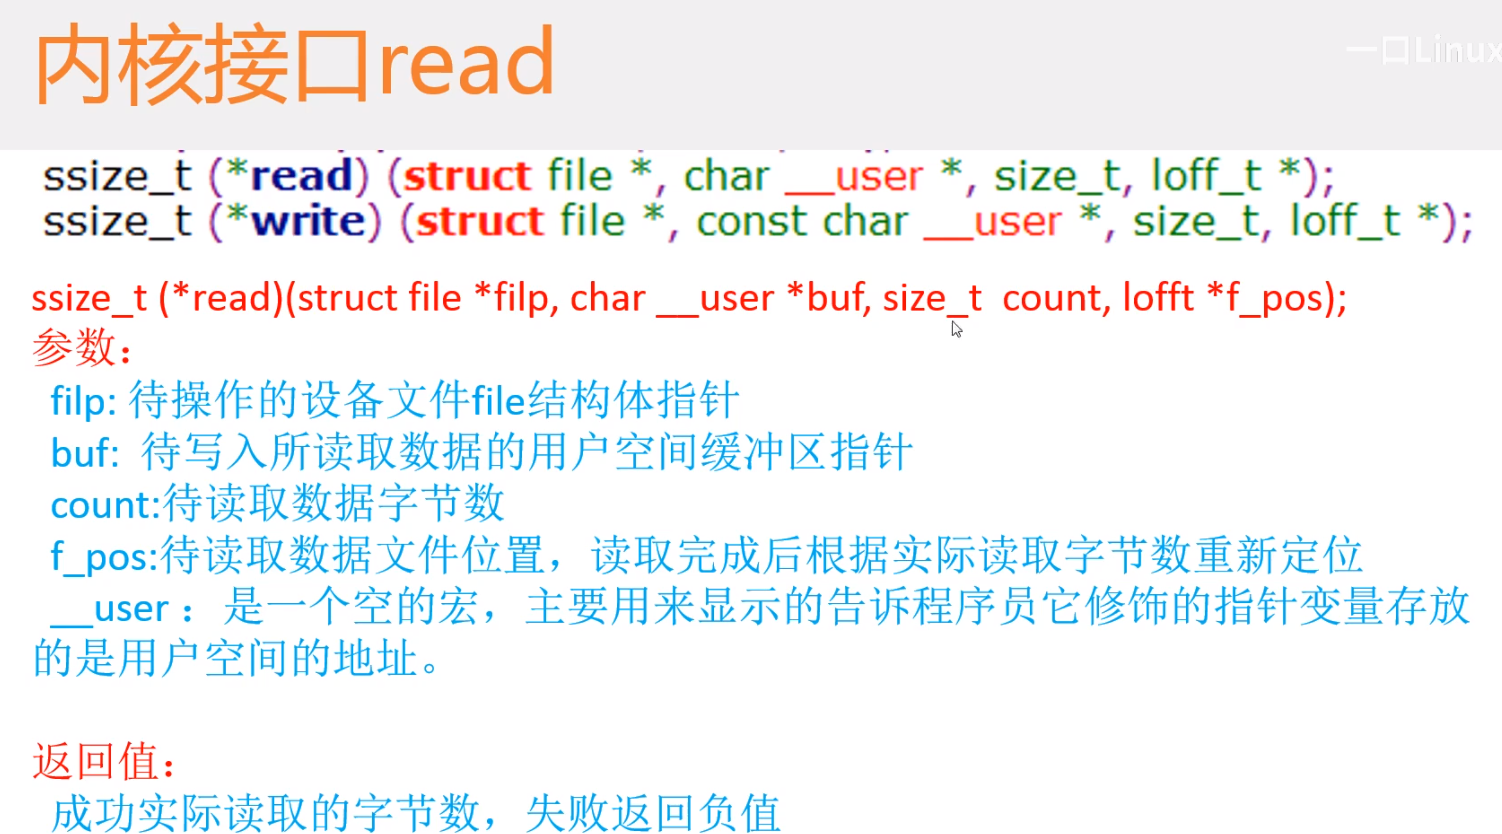 内核接口read
一口Linux
ssize_t (*read) (struct file *, char __user *, size_t, loff_t *);
ssize_t (*write) (struct file *, const char __user *, size_t, loff_t *);
ssize_t (*read)(struct file *filp, char __user *buf, size_t  count, lofft *f_pos);
参数：
filp: 待操作的设备文件file结构体指针
buf:  待写入所读取数据的用户空间缓冲区指针
count:待读取数据字节数
f_pos:待读取数据文件位置，读取完成后根据实际读取字节数重新定位
__user ：是一个空的宏，主要用来显示的告诉程序员它修饰的指针变量存放
的是用户空间的地址。
返回值：
成功实际读取的字节数，失败返回负值